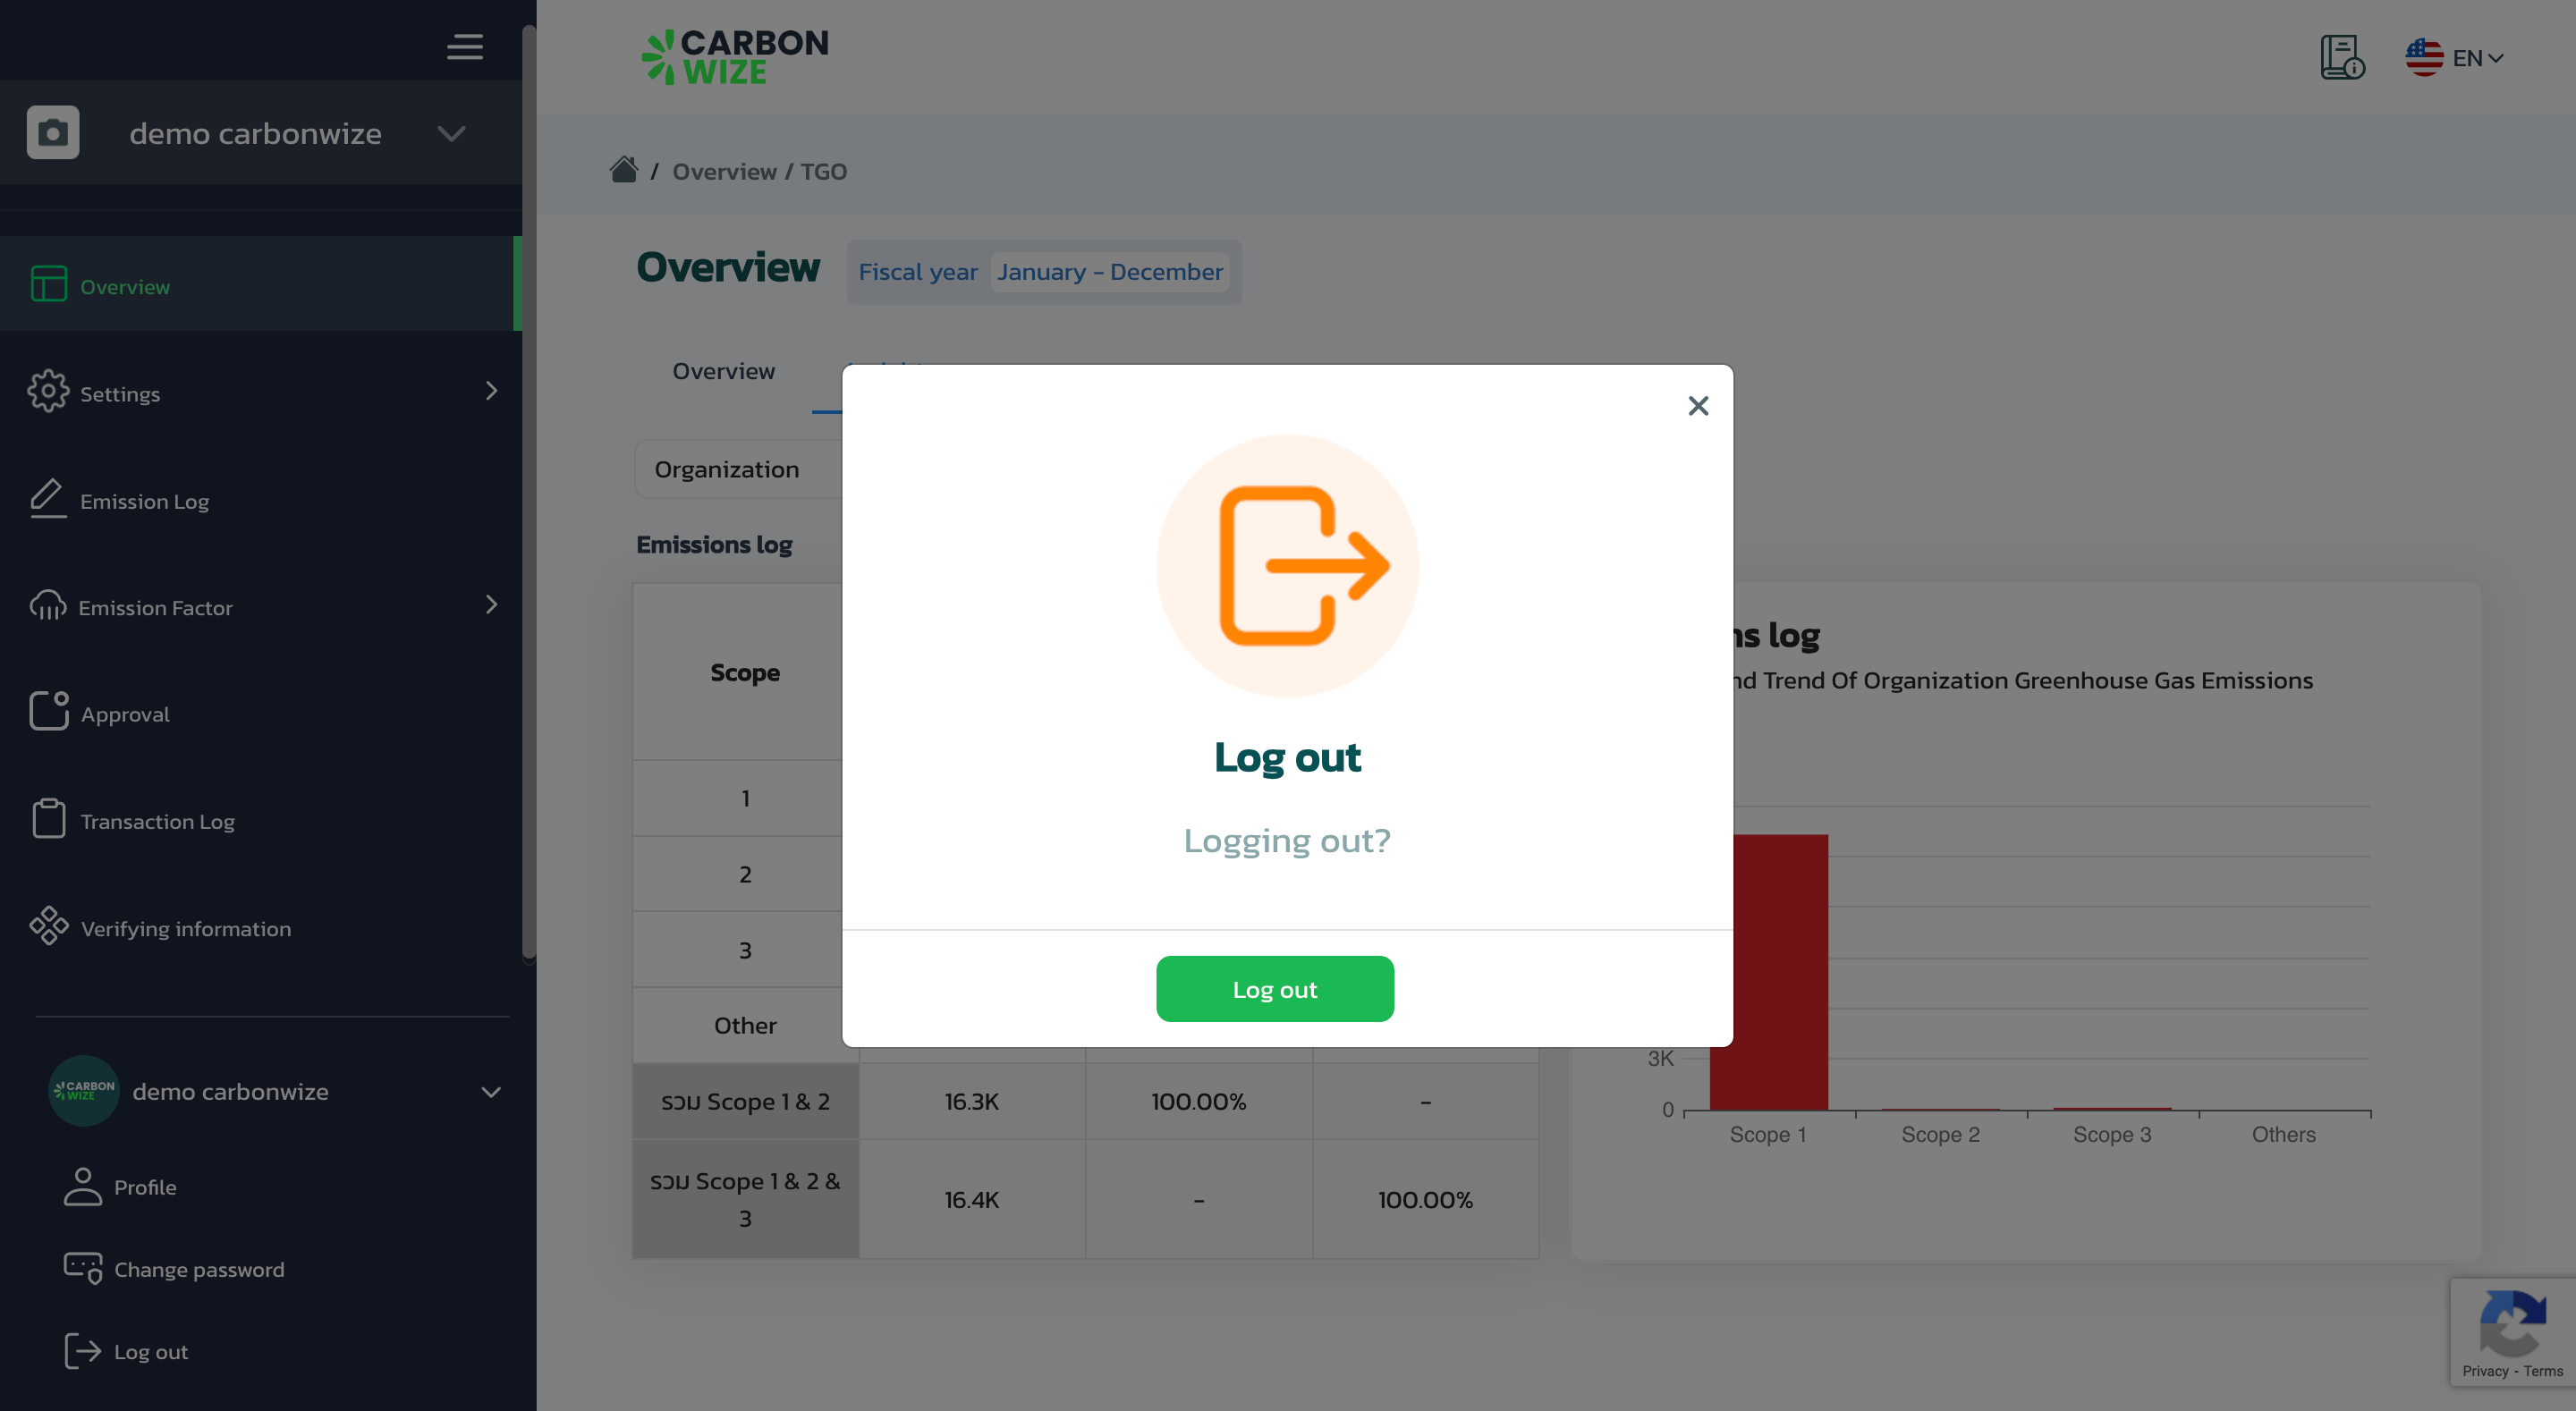 CARBON
WIZE
EN
demo carbonwize
/ Overview / TGO
Overview
Fiscal year January - December
Overview
Settings
Emission Log
Emission Factor
Approval
Transaction Log
Verifying information
demo carbonwize
CARBON
WIZE
Profile
Change password
Log out
Overview
Organization
Emissions log
Scope
1
2
3
Other
รวม Scope 1 & 2 16.3K 100.00% -
รวม Scope 1 & 2 &
3 16.4K - 100.00%
Log out
Logging out?
Log out
log
Trend Of Organization Greenhouse Gas Emissions
3K
0
Scope 1 Scope 2 Scope 3 Others
Privacy - Terms